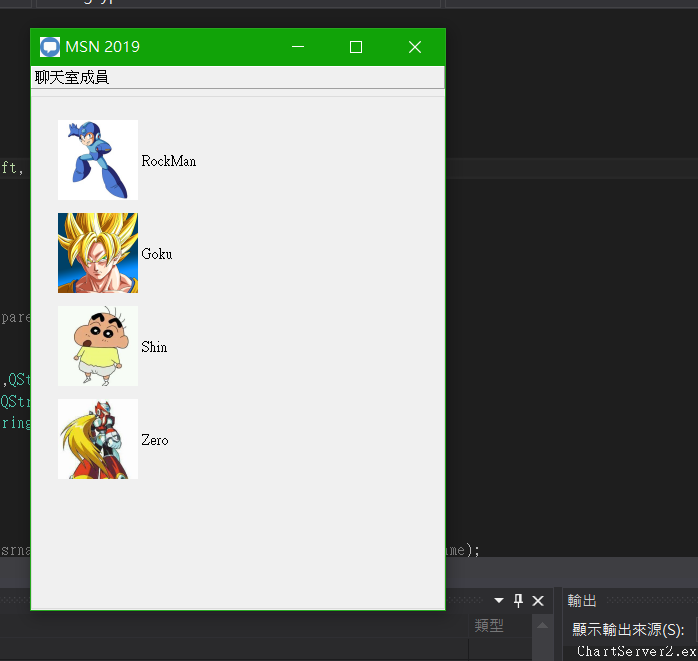 MSN 2019
聊天室成員
RockMan
ft,
Goku
pare
Shin
,QSt
QStr
ring
Zero
srna
me);
輸出
類型
顯示輸出來源(S):
ChartServer2.ex